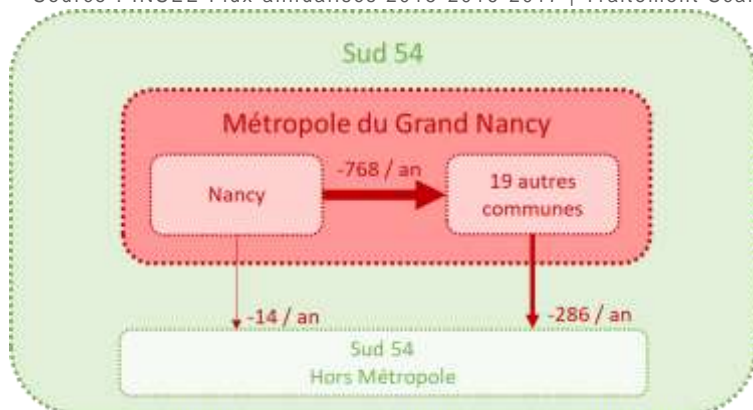 Sud 54
Métropole du Grand Nancy
-768 / an
Nancy
19 autres
communes
-14 / an
-286 / an
Sud 54
Hors Métropole